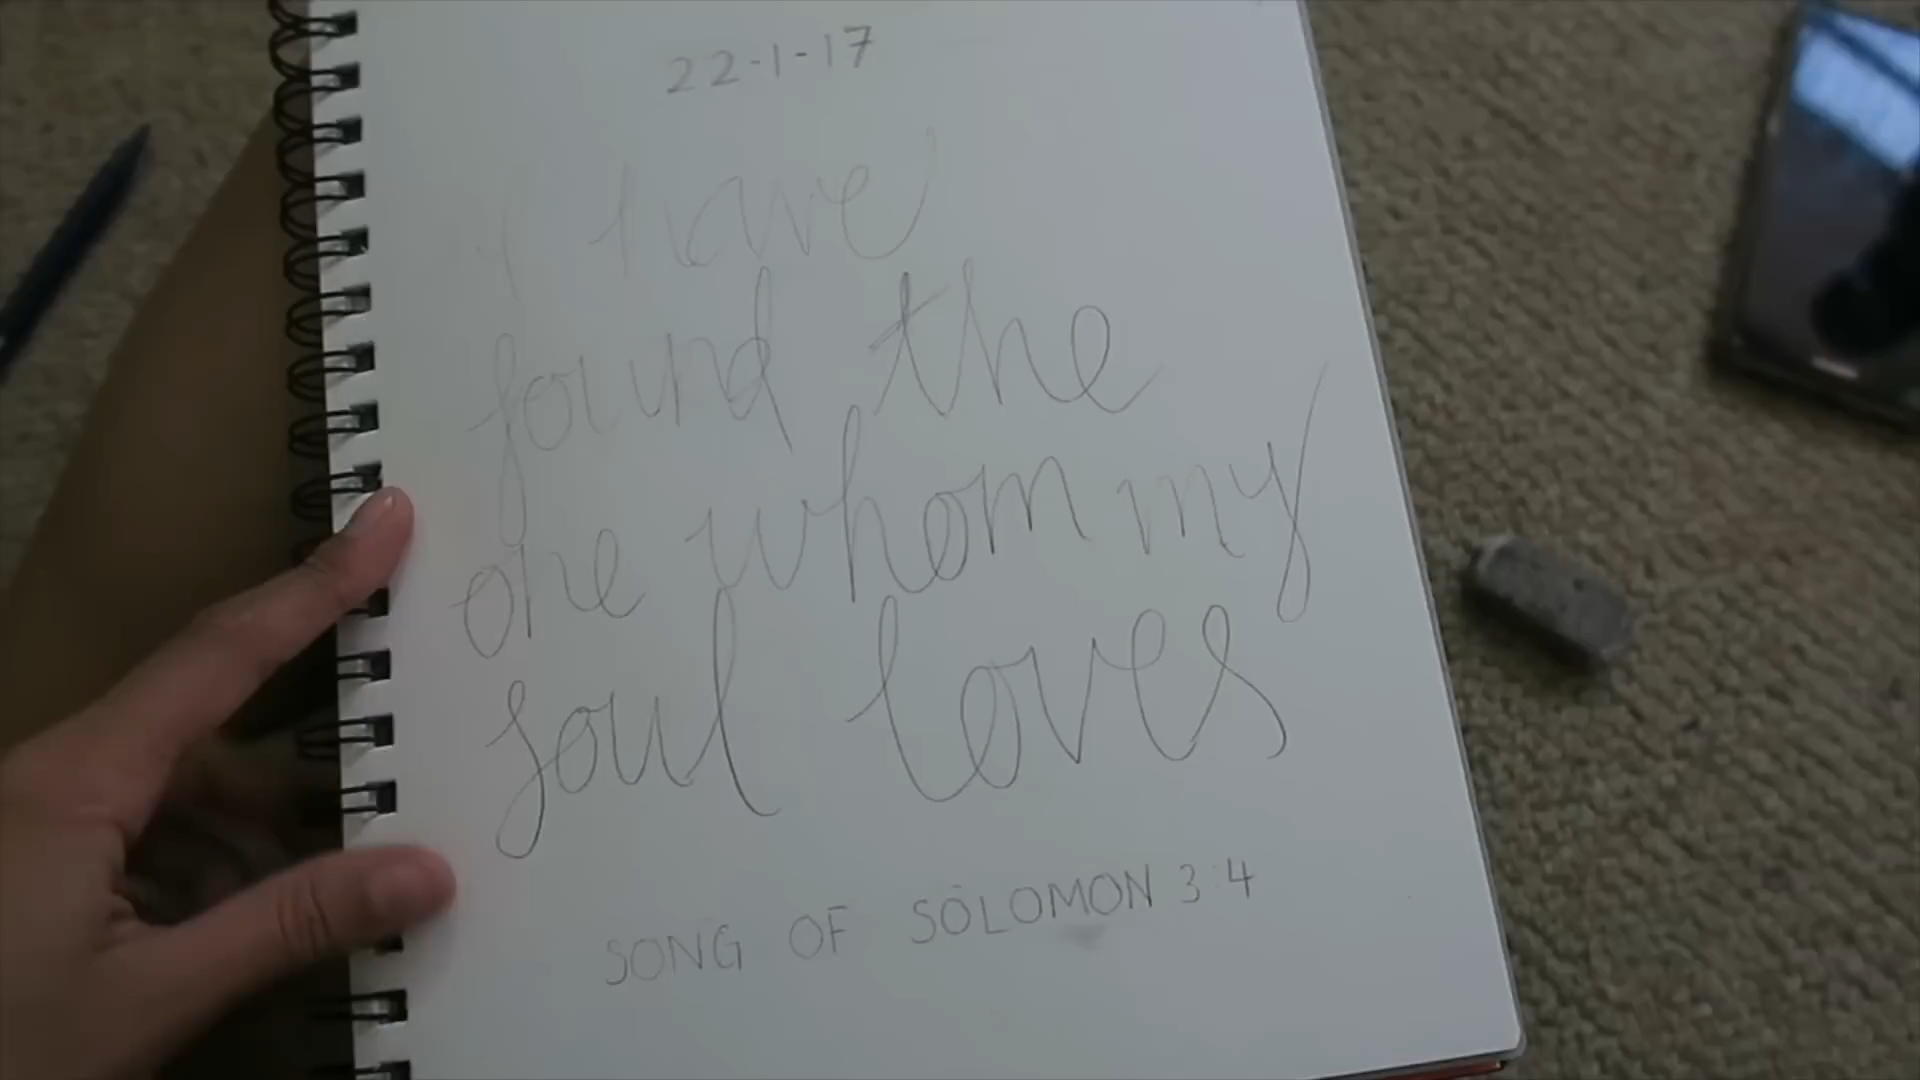 22-1-17
I have
found the
one whom my
soul loves
SONG OF SOLOMON 3:4